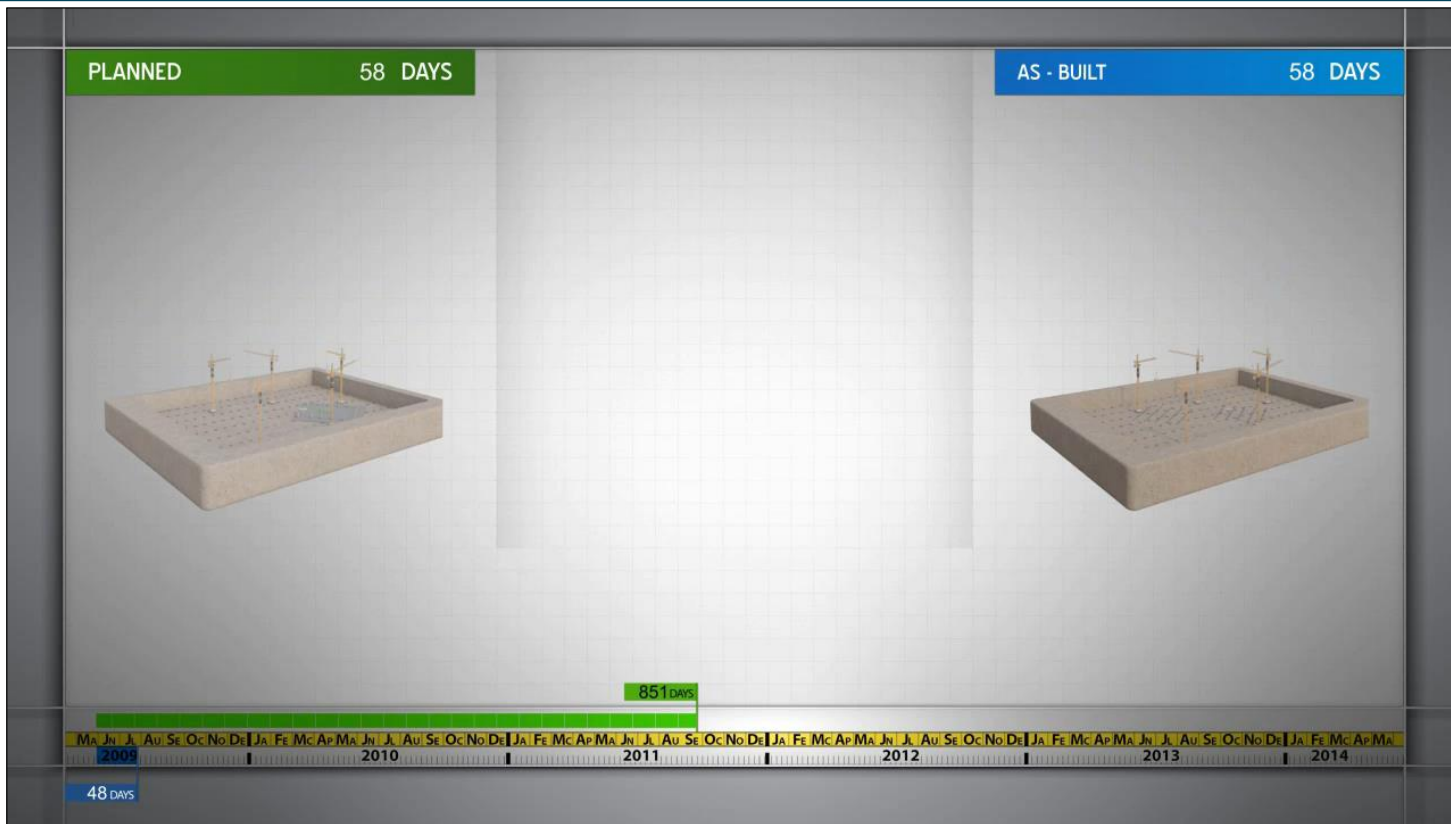 PLANNED 58 DAYS
AS - BUILT 58 DAYS
851 DAYS
MA JN JL AU SE OC NO DE JA FE MC AP MA JN JL AU SE OC NO DE JA FE MC AP MA JN JL AU SE OC NO DE JA FE MC AP MA JN JL AU SE OC NO DE JA FE MC AP MA JN JL AU SE OC NO DE JA FE MC AP MA
2009 2010 2011 2012 2013 2014
48 DAYS